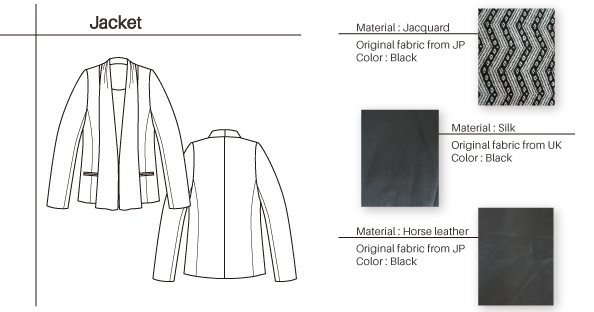 Jacket
Material : Jacquard
Original fabric from JP
Color : Black
Material : Silk
Original fabric from UK
Color : Black
Material : Horse leather
Original fabric from JP
Color : Black